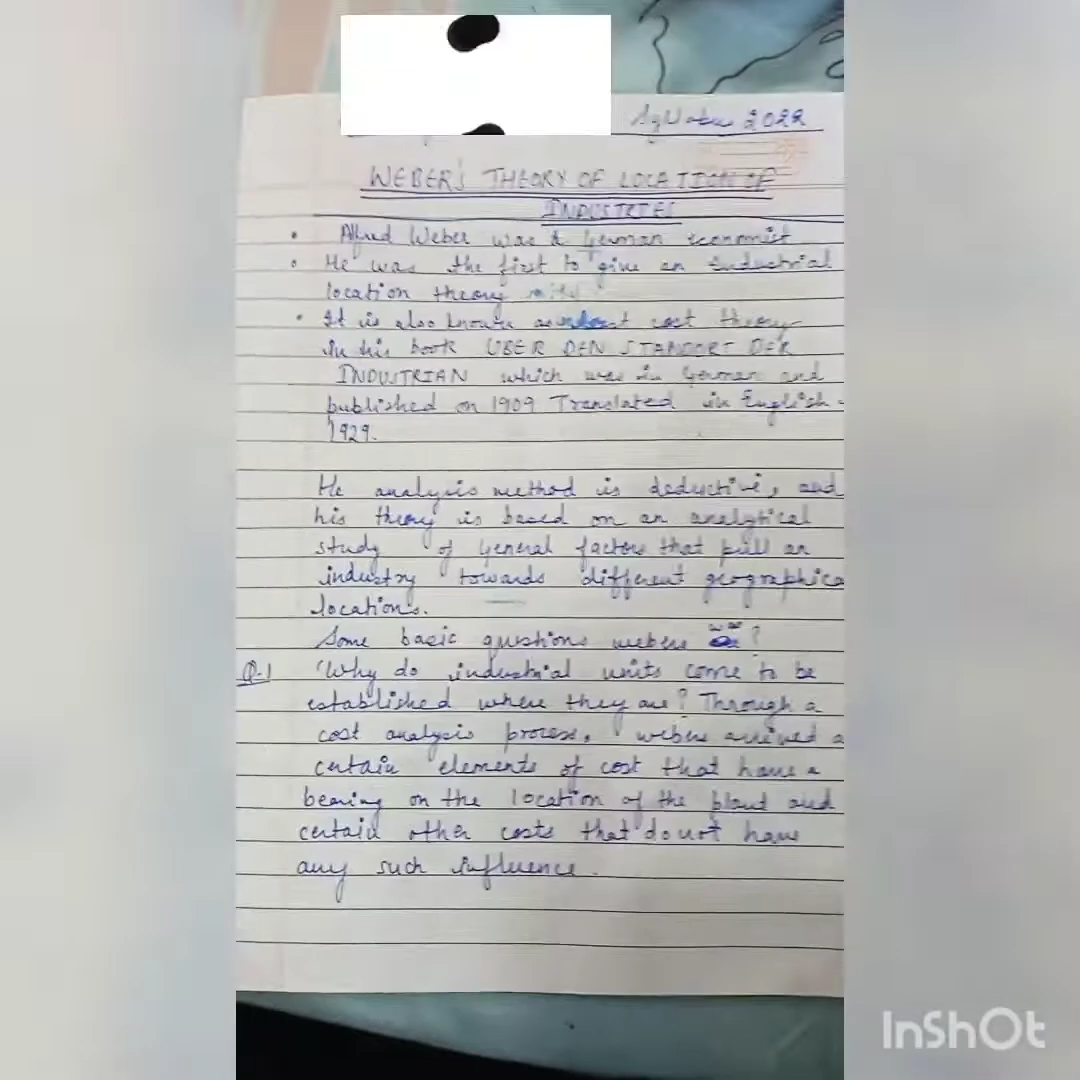 Syllabus 2022
WEBER'S THEORY OF LOCATION OF
INDUSTRIES
• Alfred Weber was a German economist
• He was the first to give an industrial
location theory
• It is also known as least cost theory
In his book UBER DEN STANDORT DER
INDUSTRIAN which was in German and
published on 1909 Translated in English -
1929.
He analysis method is deductive, and
his theory is based on an analytical
study of General factors that pull an
industry towards different geographica
locations.
Some basic questions webers ?
Q.1 'Why do industrial units come to be
established where they are? Through a
cost analysis process. webers arrived a
certain elements of cost that have a
bearing on the location of the plant and
certain other costs that do not have
any such influence.
InShOt